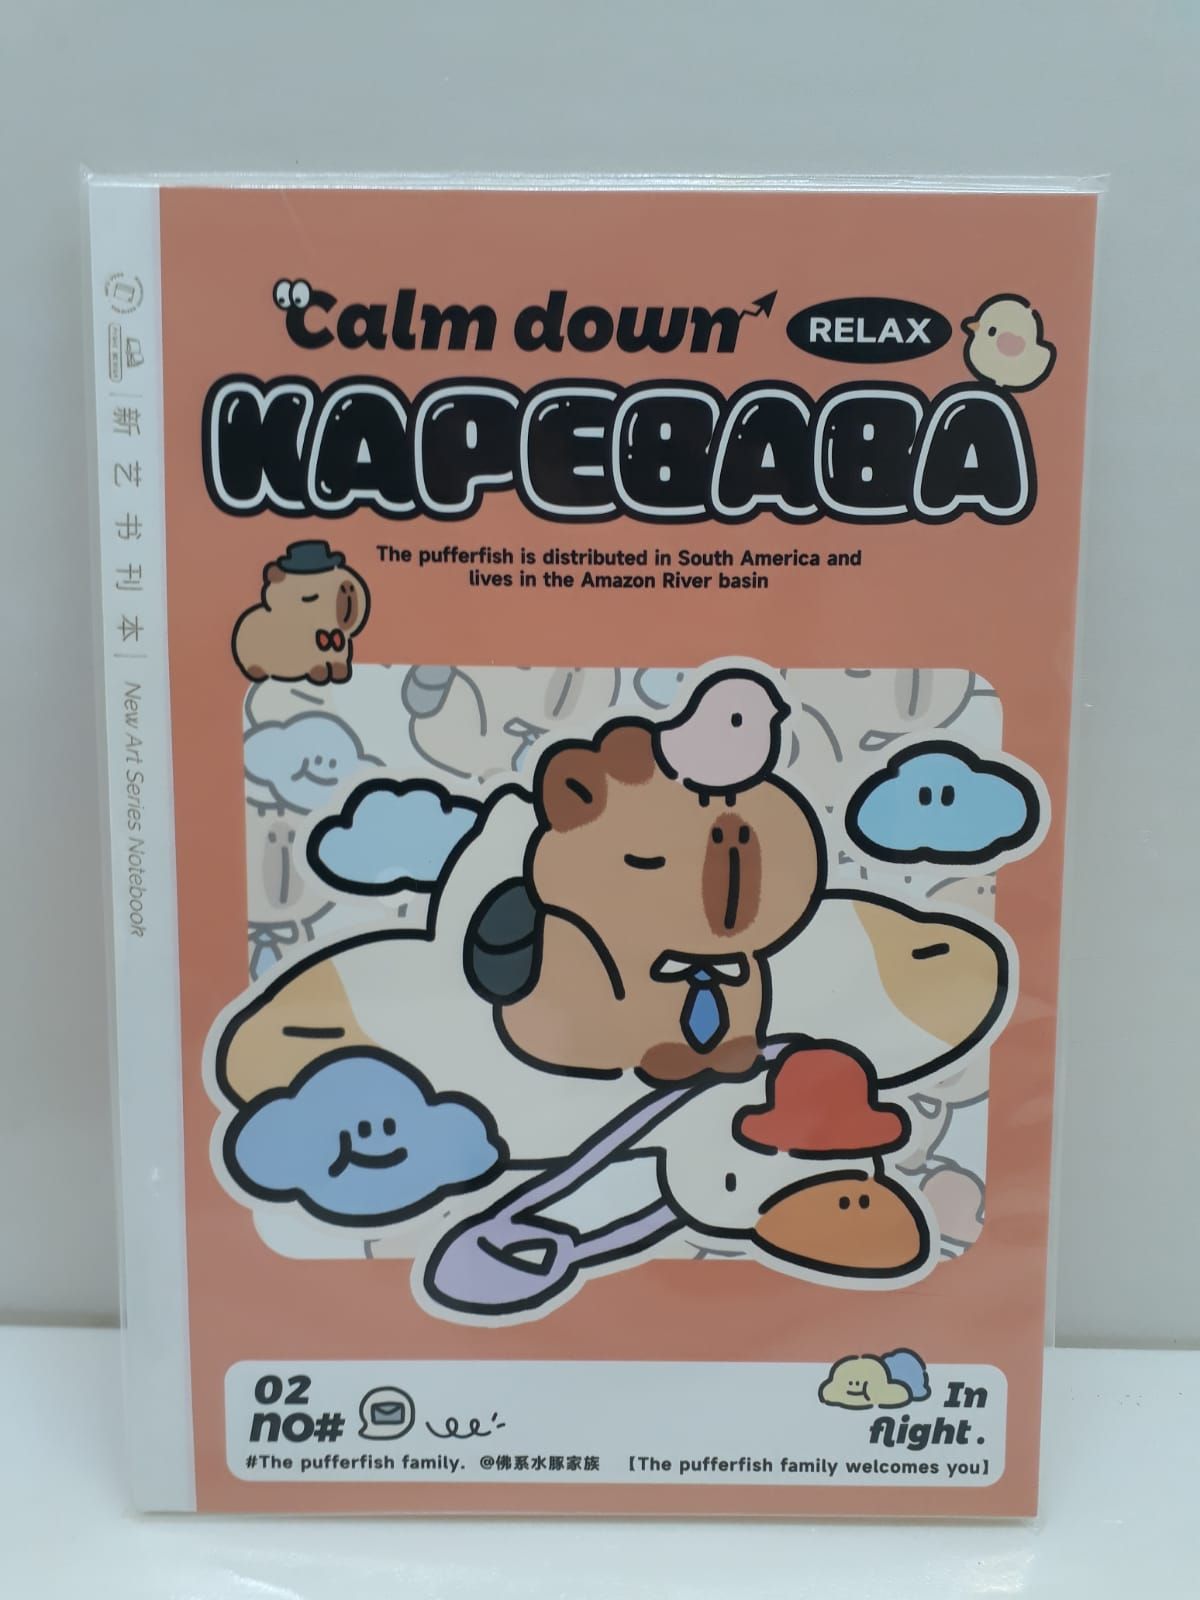 Calm down
RELAX
KAPEBABA
The pufferfish is distributed in South America and
lives in the Amazon River basin
新艺书刊本
New Art Series Notebook
02
no#
In
flight.
#The pufferfish family. @佛系水豚家族 【The pufferfish family welcomes you】